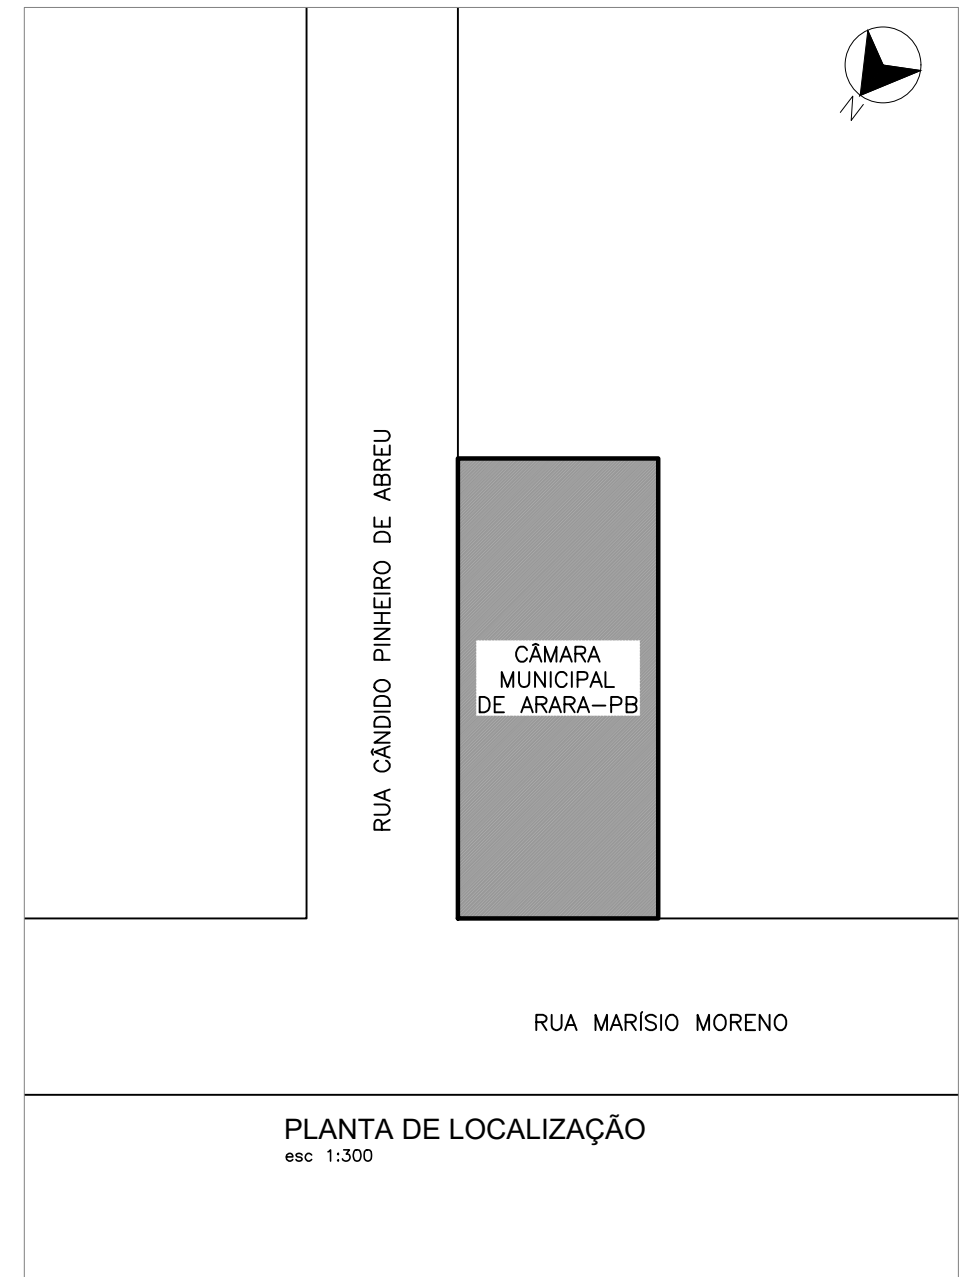 N
RUA CÂNDIDO PINHEIRO DE ABREU
CÂMARA
MUNICIPAL
DE ARARA-PB
RUA MARÍSIO MORENO
PLANTA DE LOCALIZAÇÃO
esc 1:300